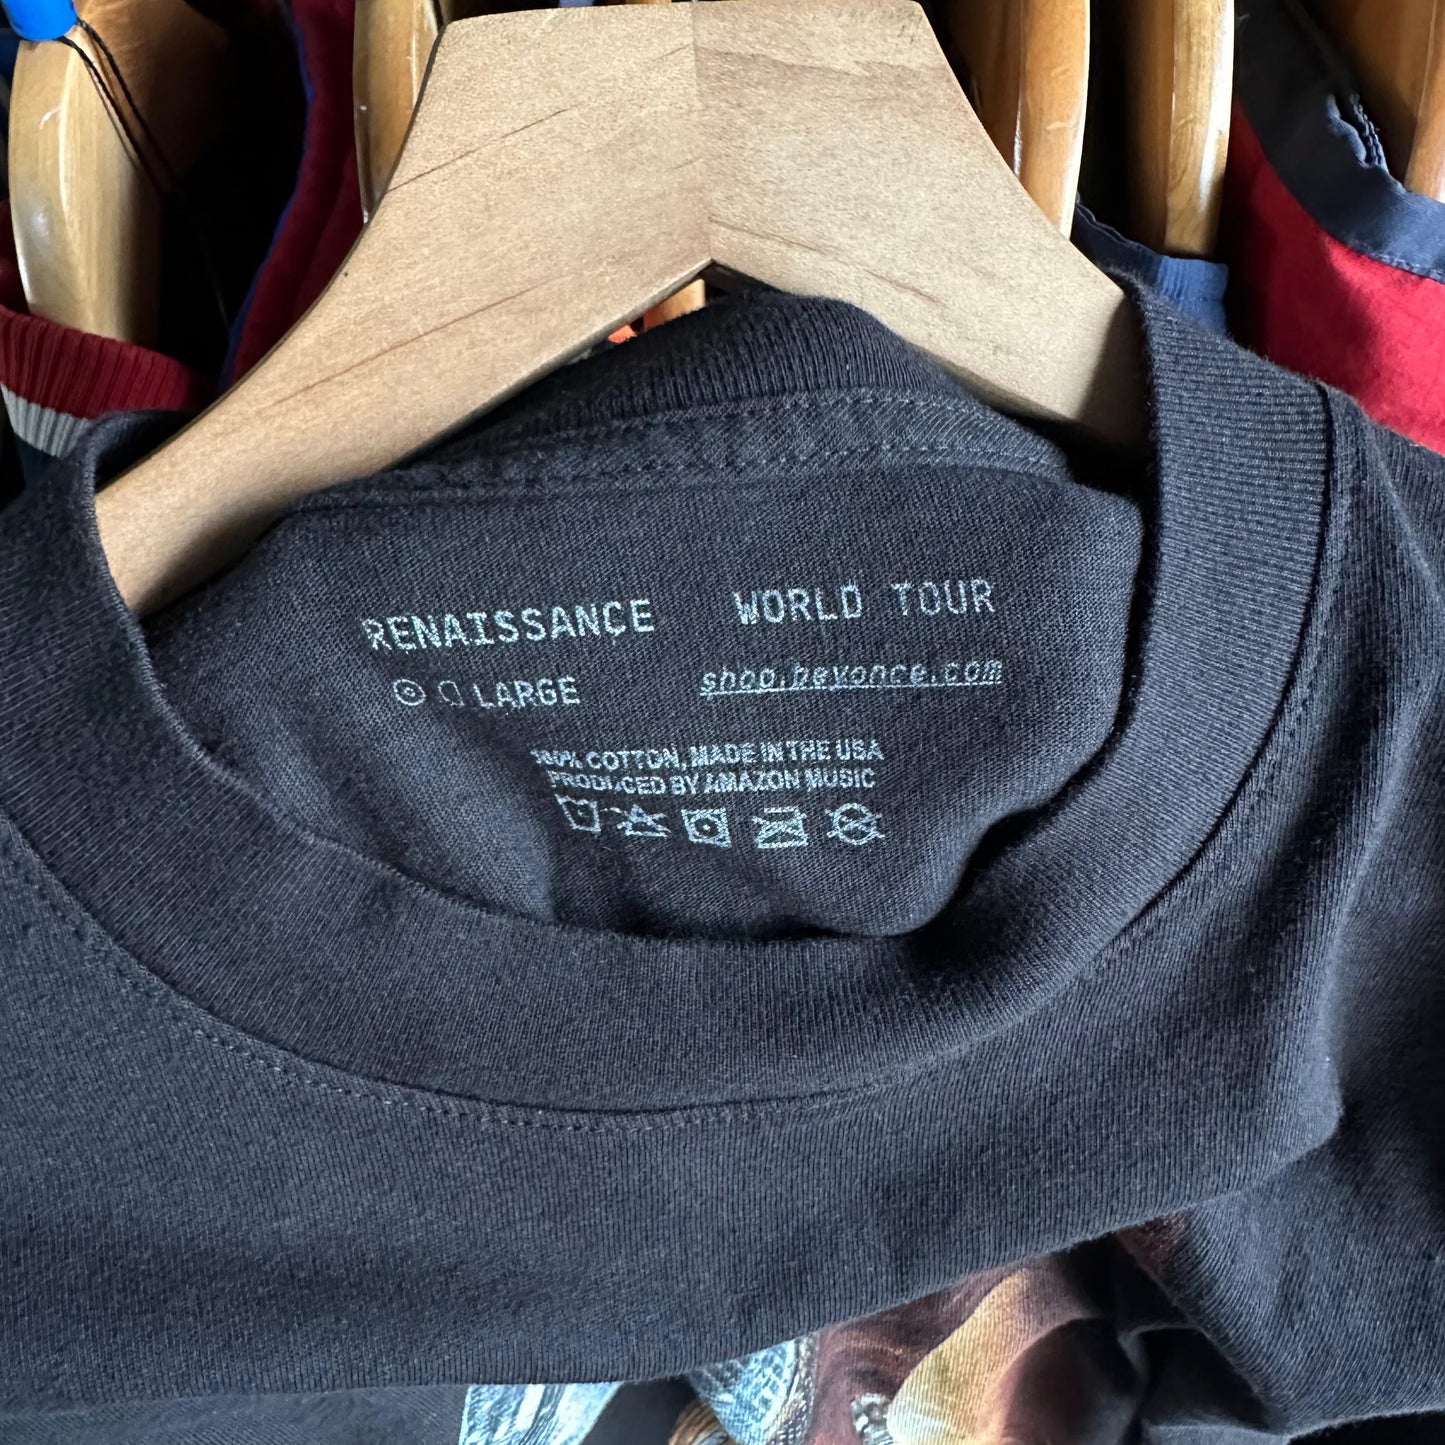 RENAISSANCE WORLD TOUR
LARGE shop.beyonce.com
100% COTTON, MADE IN THE USA
PRODUCED BY AMAZON MUSIC